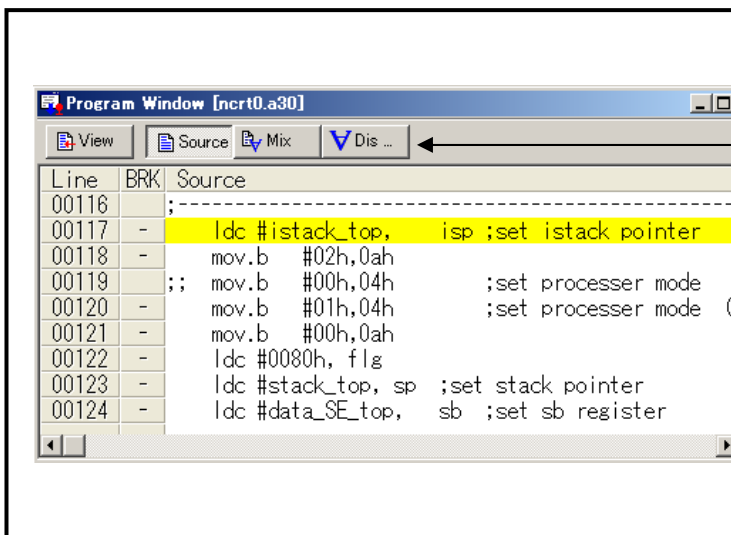 Program Window [ncrt0.a30]
View Source Mix Dis ...
Line BRK Source
00116 ;-------------------------------------------------
00117 - ldc #istack_top, isp ;set istack pointer
00118 - mov.b #02h,0ah
00119 ;; mov.b #00h,04h ;set processer mode
00120 - mov.b #01h,04h ;set processer mode
00121 - mov.b #00h,0ah
00122 - ldc #0080h, flg
00123 - ldc #stack_top, sp ;set stack pointer
00124 - ldc #data_SE_top, sb ;set sb register